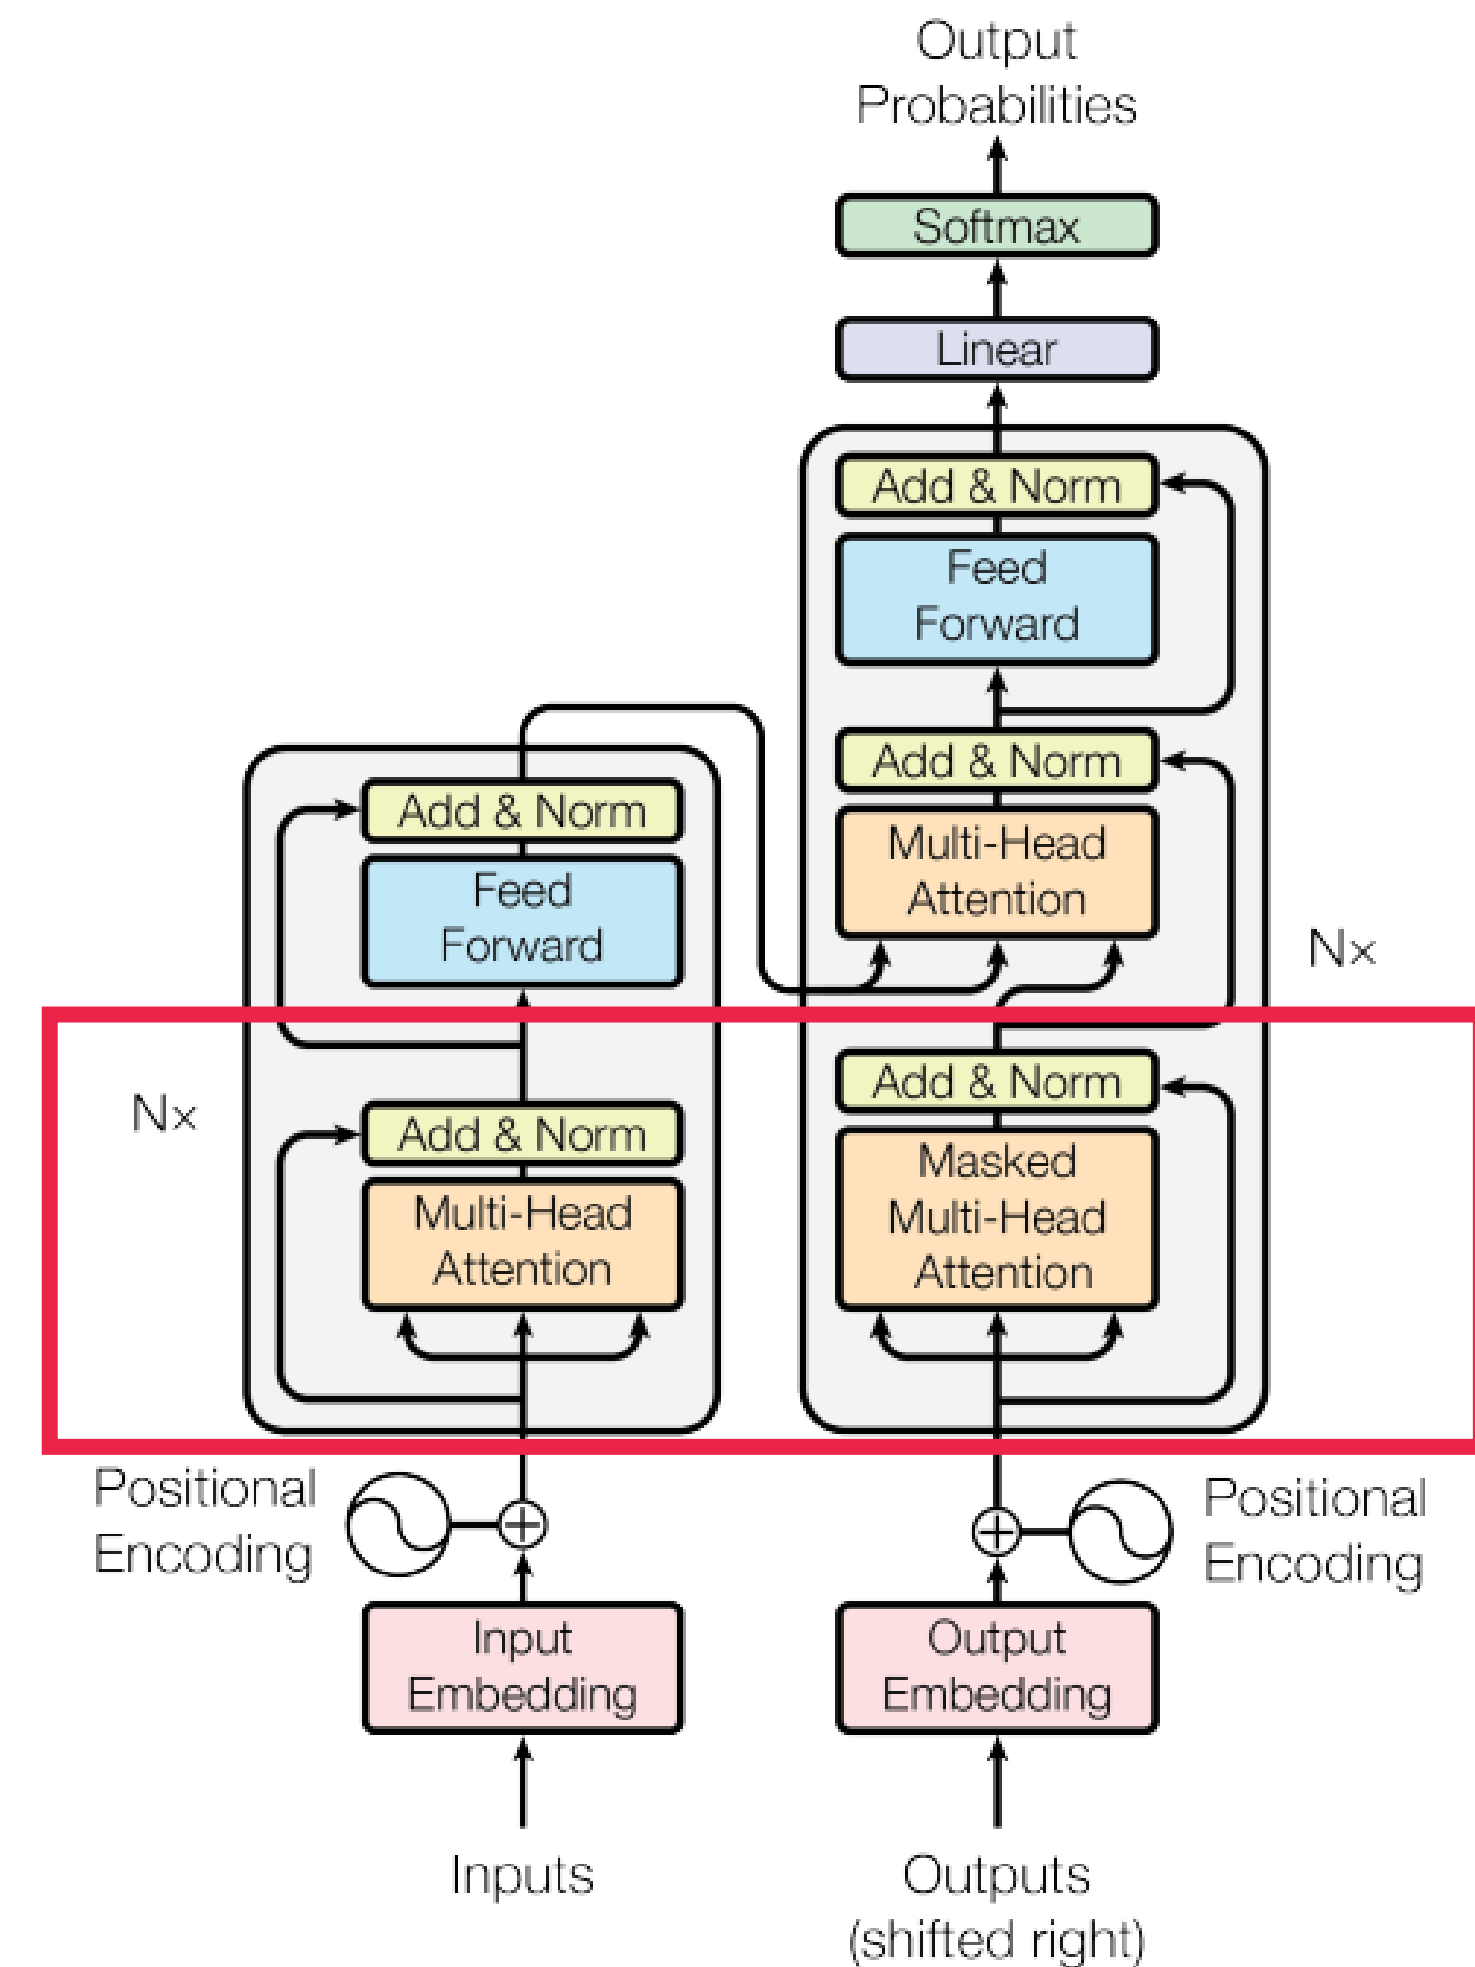 Output
Probabilities
Softmax
Linear
Add & Norm
Feed
Forward
Add & Norm
Multi-Head
Attention
Nx
Add & Norm
Masked
Multi-Head
Attention
Add & Norm
Feed
Forward
Nx
Add & Norm
Multi-Head
Attention
Positional
Encoding
Positional
Encoding
Input
Embedding
Output
Embedding
Inputs
Outputs
(shifted right)